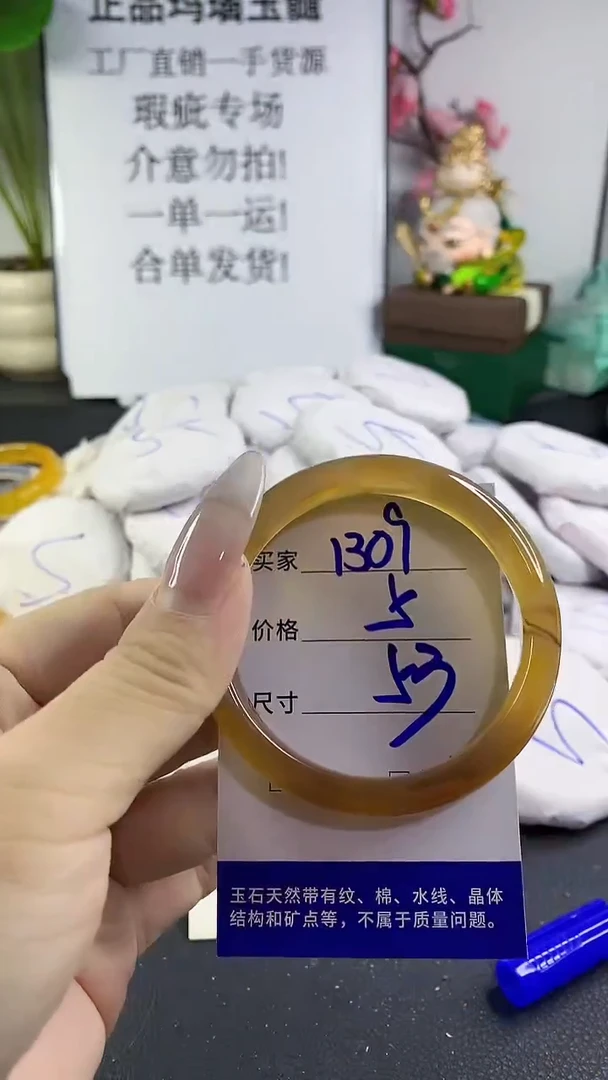 正品玛瑙玉髓
工厂直销一手货源
瑕疵专场
介意勿拍!
一单一运!
合单发货!
买家 1309
价格 5
尺寸 53
玉石天然带有纹、棉、水线、晶体
结构和矿点等，不属于质量问题。